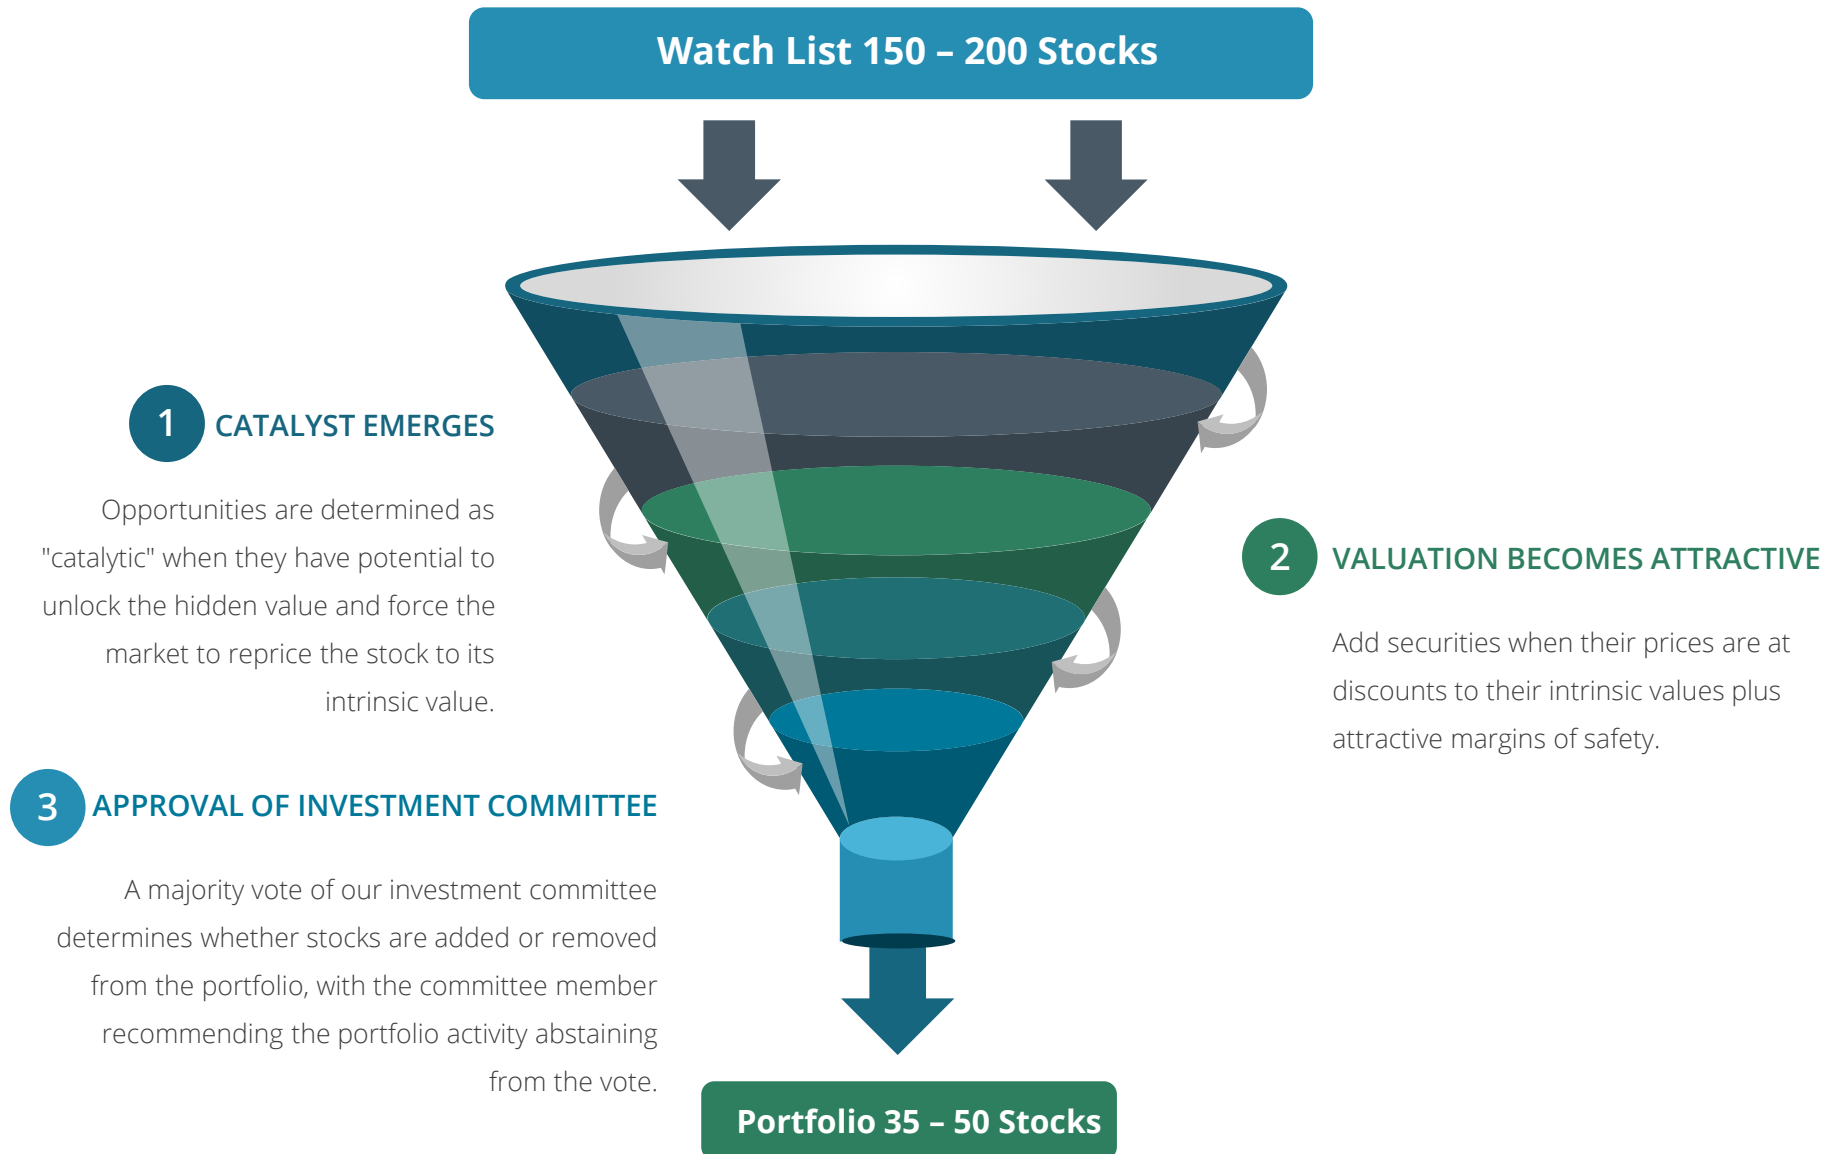 Watch List 150 – 200 Stocks
1
CATALYST EMERGES
Opportunities are determined as
"catalytic" when they have potential to
unlock the hidden value and force the
market to reprice the stock to its
intrinsic value.
2
VALUATION BECOMES ATTRACTIVE
Add securities when their prices are at
discounts to their intrinsic values plus
attractive margins of safety.
3
APPROVAL OF INVESTMENT COMMITTEE
A majority vote of our investment committee
determines whether stocks are added or removed
from the portfolio, with the committee member
recommending the portfolio activity abstaining
from the vote.
Portfolio 35 – 50 Stocks